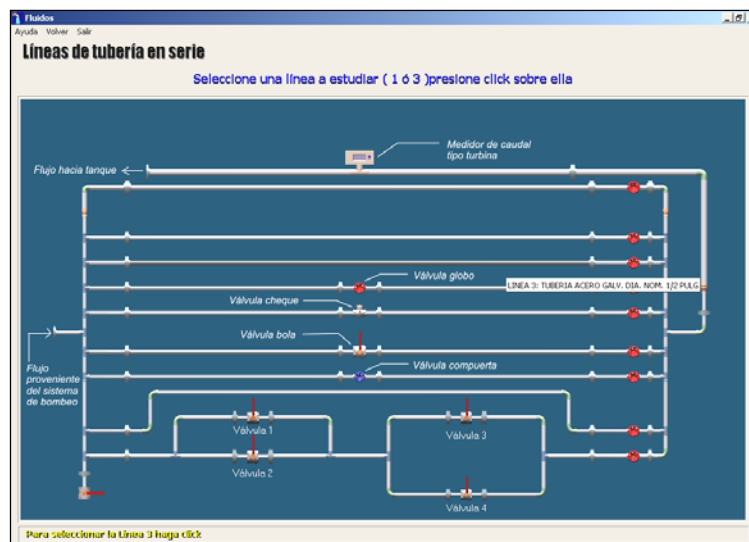 Fluidos
Ayuda Volver Salir
Líneas de tubería en serie
Seleccione una línea a estudiar ( 1 ó 3 )presione click sobre ella
Medidor de caudal
tipo turbina
Flujo hacia tanque
Válvula globo
LINEA 3: TUBERIA ACERO GALV. DIA. NOM. 1/2 PULG
Válvula cheque
Válvula bola
Válvula compuerta
Flujo
proveniente
del sistema
de bombeo
Válvula 1
Válvula 3
Válvula 2
Válvula 4
Para seleccionar la Línea 3 haga click